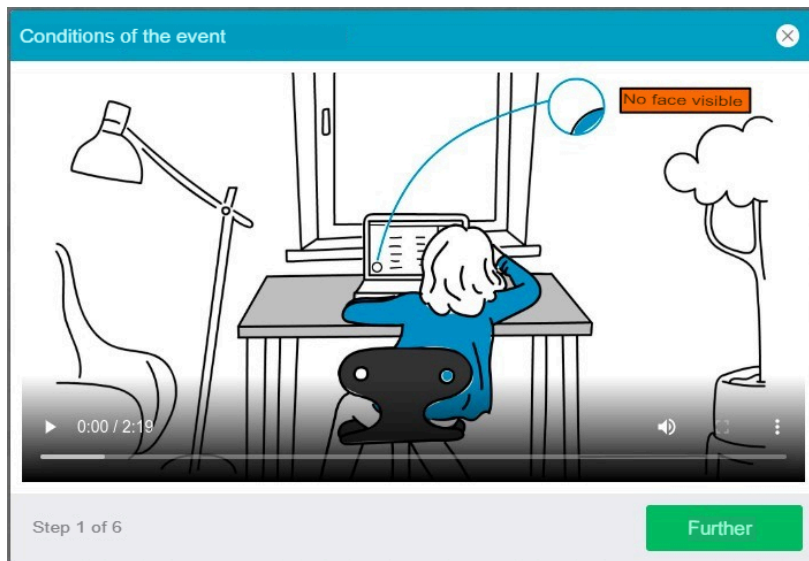 Conditions of the event
No face visible
0:00 / 2:19
Step 1 of 6
Further